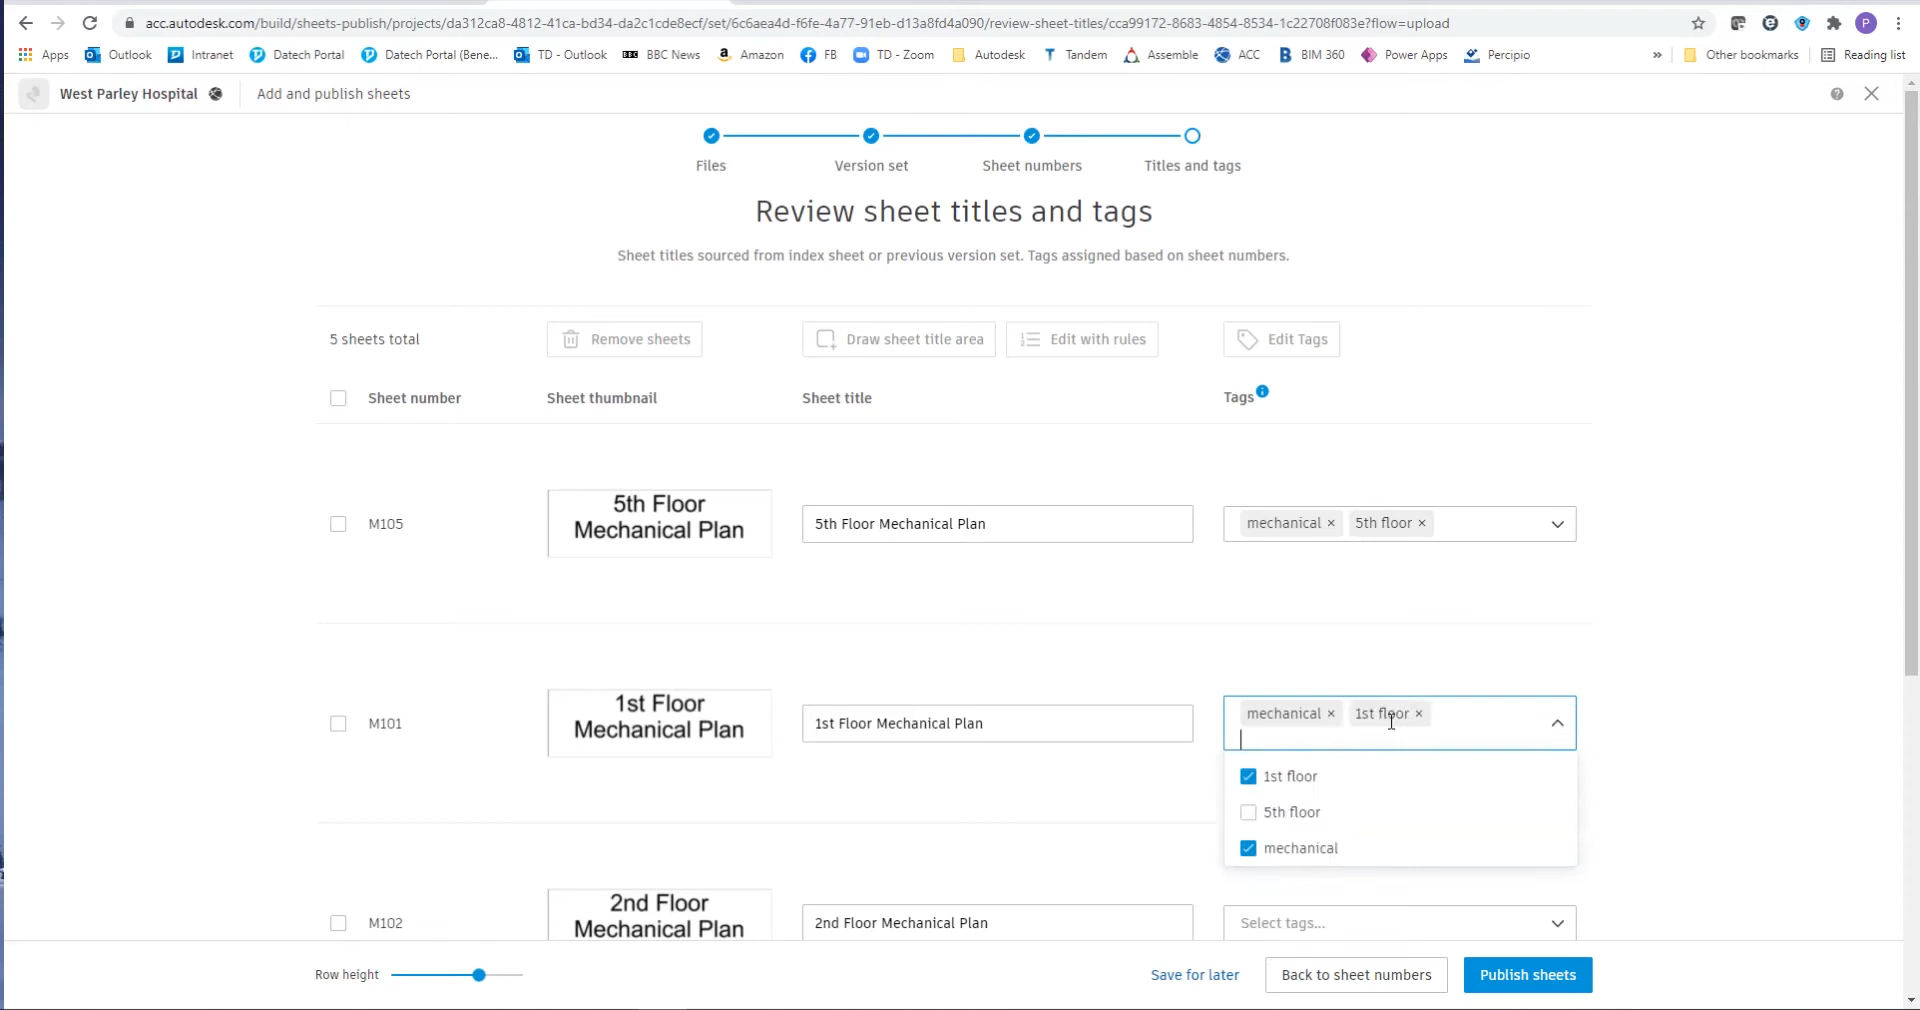 acc.autodesk.com/build/sheets-publish/projects/da312ca8-4812-41ca-bd34-da2c1cde8ecf/set/6c6aea4d-f6fe-4a77-91eb-d13a8fd4a090/review-sheet-titles/cca99172-8683-4854-8534-1c22708f083e?flow=upload P
Apps Outlook Intranet Datech Portal Datech Portal (Bene... TD - Outlook BBC BBC News Amazon FB TD - Zoom Autodesk Tandem Assemble ACC BIM 360 Power Apps Percipio » Other bookmarks Reading list
West Parley Hospital Add and publish sheets
Files Version set Sheet numbers Titles and tags
Review sheet titles and tags
Sheet titles sourced from index sheet or previous version set. Tags assigned based on sheet numbers.
5 sheets total Remove sheets Draw sheet title area Edit with rules Edit Tags
Sheet number Sheet thumbnail Sheet title Tags
M105 5th Floor Mechanical Plan 5th Floor Mechanical Plan mechanical × 5th floor ×
M101 1st Floor Mechanical Plan 1st Floor Mechanical Plan mechanical × 1st floor ×
1st floor
5th floor
mechanical
M102 2nd Floor Mechanical Plan 2nd Floor Mechanical Plan Select tags...
Row height Save for later Back to sheet numbers Publish sheets